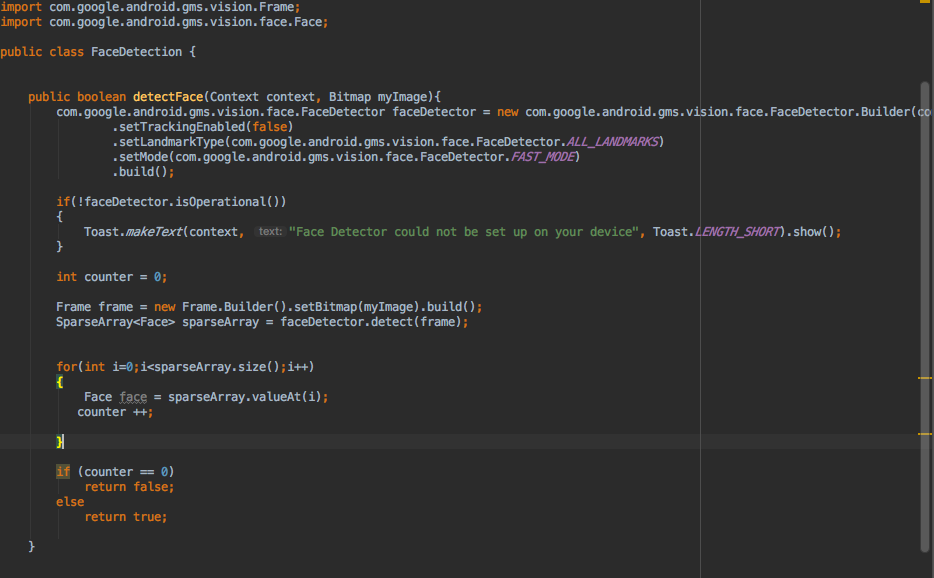 import com.google.android.gms.vision.Frame;
import com.google.android.gms.vision.face.Face;
public class FaceDetection {
public boolean detectFace(Context context, Bitmap myImage){
com.google.android.gms.vision.face.FaceDetector faceDetector = new com.google.android.gms.vision.face.FaceDetector.Builder(co
.setTrackingEnabled(false)
.setLandmarkType(com.google.android.gms.vision.face.FaceDetector.ALL_LANDMARKS)
.setMode(com.google.android.gms.vision.face.FaceDetector.FAST_MODE)
.build();
if(!faceDetector.isOperational())
{
Toast.makeText(context, text: "Face Detector could not be set up on your device", Toast.LENGTH_SHORT).show();
}
int counter = 0;
Frame frame = new Frame.Builder().setBitmap(myImage).build();
SparseArray<Face> sparseArray = faceDetector.detect(frame);
for(int i=0;i<sparseArray.size();i++)
{
Face face = sparseArray.valueAt(i);
counter ++;
}
if (counter == 0)
return false;
else
return true;
}